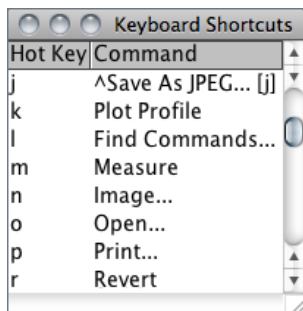 Keyboard Shortcuts
Hot Key Command
j ^Save As JPEG... [j]
k Plot Profile
l Find Commands...
m Measure
n Image...
o Open...
p Print...
r Revert